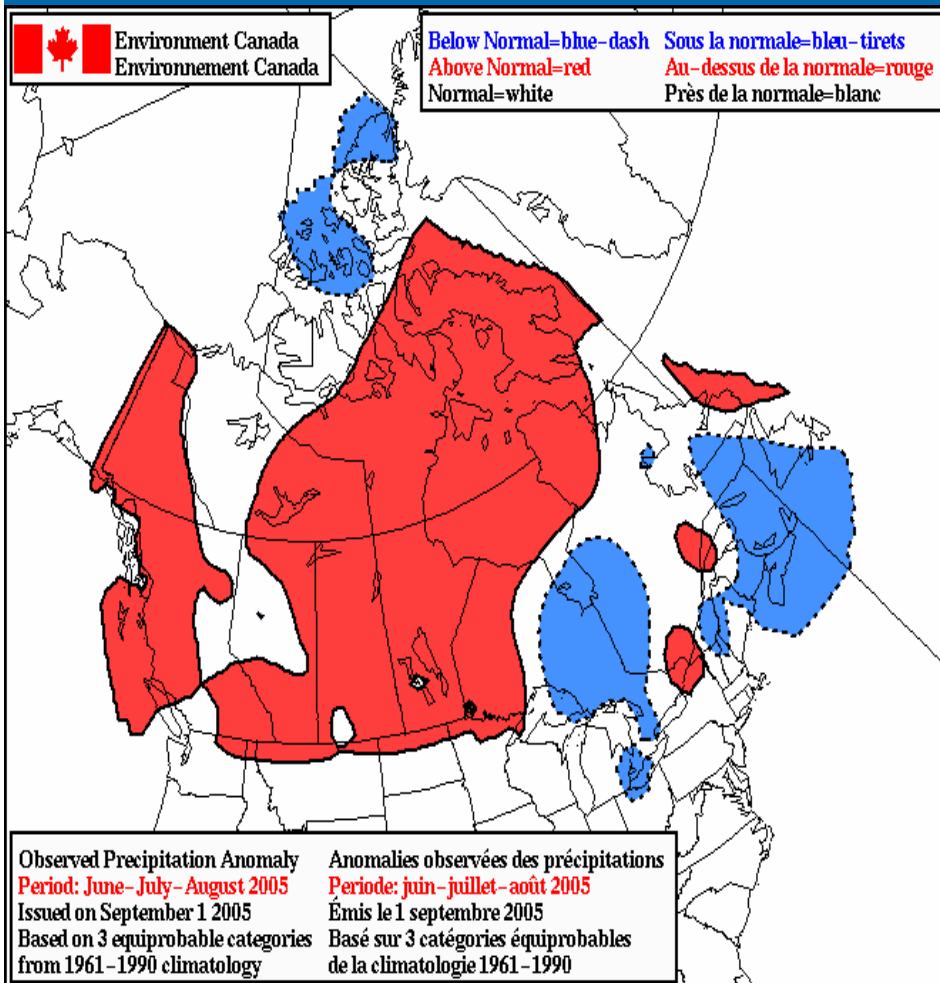 Environment Canada
Environnement Canada
Below Normal=blue-dash Sous la normale=bleu-tirets
Above Normal=red Au-dessus de la normale=rouge
Normal=white Près de la normale=blanc
Observed Precipitation Anomaly
Period: June-July-August 2005
Issued on September 1 2005
Based on 3 equiprobable categories
from 1961-1990 climatology
Anomalies observées des précipitations
Periode: juin-juillet-août 2005
Émis le 1 septembre 2005
Basé sur 3 catégories équiprobables
de la climatologie 1961-1990